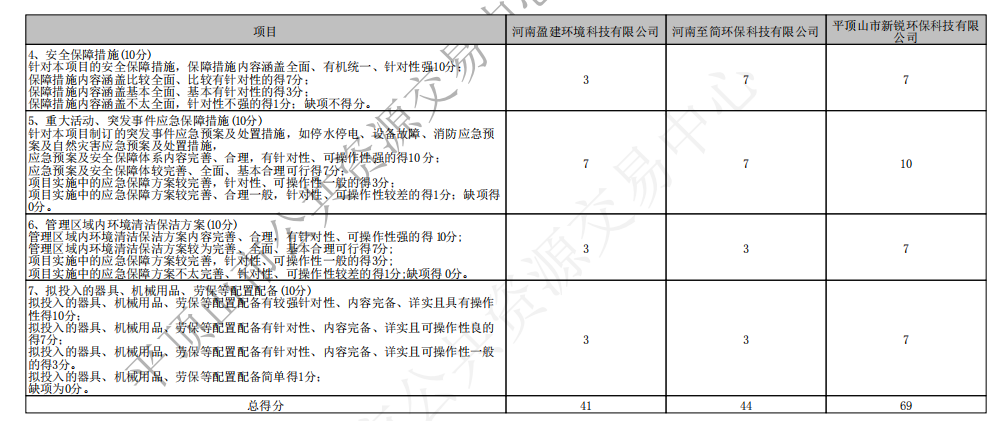 项目
河南盈建环境科技有限公司
河南至简环保科技有限公司
平顶山市新锐环保科技有限
公司
4、安全保障措施(10分)
针对本项目的安全保障措施，保障措施内容涵盖全面、有机统一、针对性强10分；
保障措施内容涵盖比较全面、比较有针对性的得7分；
保障措施内容涵盖基本全面、基本有针对性的得3分；
保障措施内容涵盖不太全面，针对性不强的得1分；缺项不得分。
3
7
7
5、重大活动、突发事件应急保障措施(10分)
针对本项目制订的突发事件应急预案及处置措施，如停水停电、设备故障、消防应急预
案及自然灾害应急预案及处置措施，
应急预案及安全保障体系内容完善、合理，有针对性、可操作性强的得10分；
应急预案及安全保障体较完善、全面、基本合理可行得7分；
项目实施中的应急保障方案较完善，针对性、可操作性一般的得3分；
项目实施中的应急保障方案较完善、合理一般，针对性、可操作性较差的得1分；缺项得
0分。
7
7
10
6、管理区域内环境清洁保洁方案(10分)
管理区域内环境清洁保洁方案内容完善、合理，有针对性、可操作性强的得 10分；
管理区域内环境清洁保洁方案较为完善、全面、基本合理可行得7分；
项目实施中的应急保障方案较完善，针对性、可操作性一般的得3分；
项目实施中的应急保障方案不太完善、针对性、可操作性较差的得1分；缺项得 0分。
3
3
7
7、拟投入的器具、机械用品、劳保等配置配备(10分)
拟投入的器具、机械用品、劳保等配置配备有较强针对性、内容完备、详实且具有操作
性得10分；
拟投入的器具、机械用品、劳保等配置配备有针对性、内容完备、详实且可操作性良的
得7分；
拟投入的器具、机械用品、劳保等配置配备有针对性、内容完备、详实且可操作性一般
的得3分。
拟投入的器具、机械用品、劳保等配置配备简单得1分；
缺项为0分。
3
3
7
总得分
41
44
69